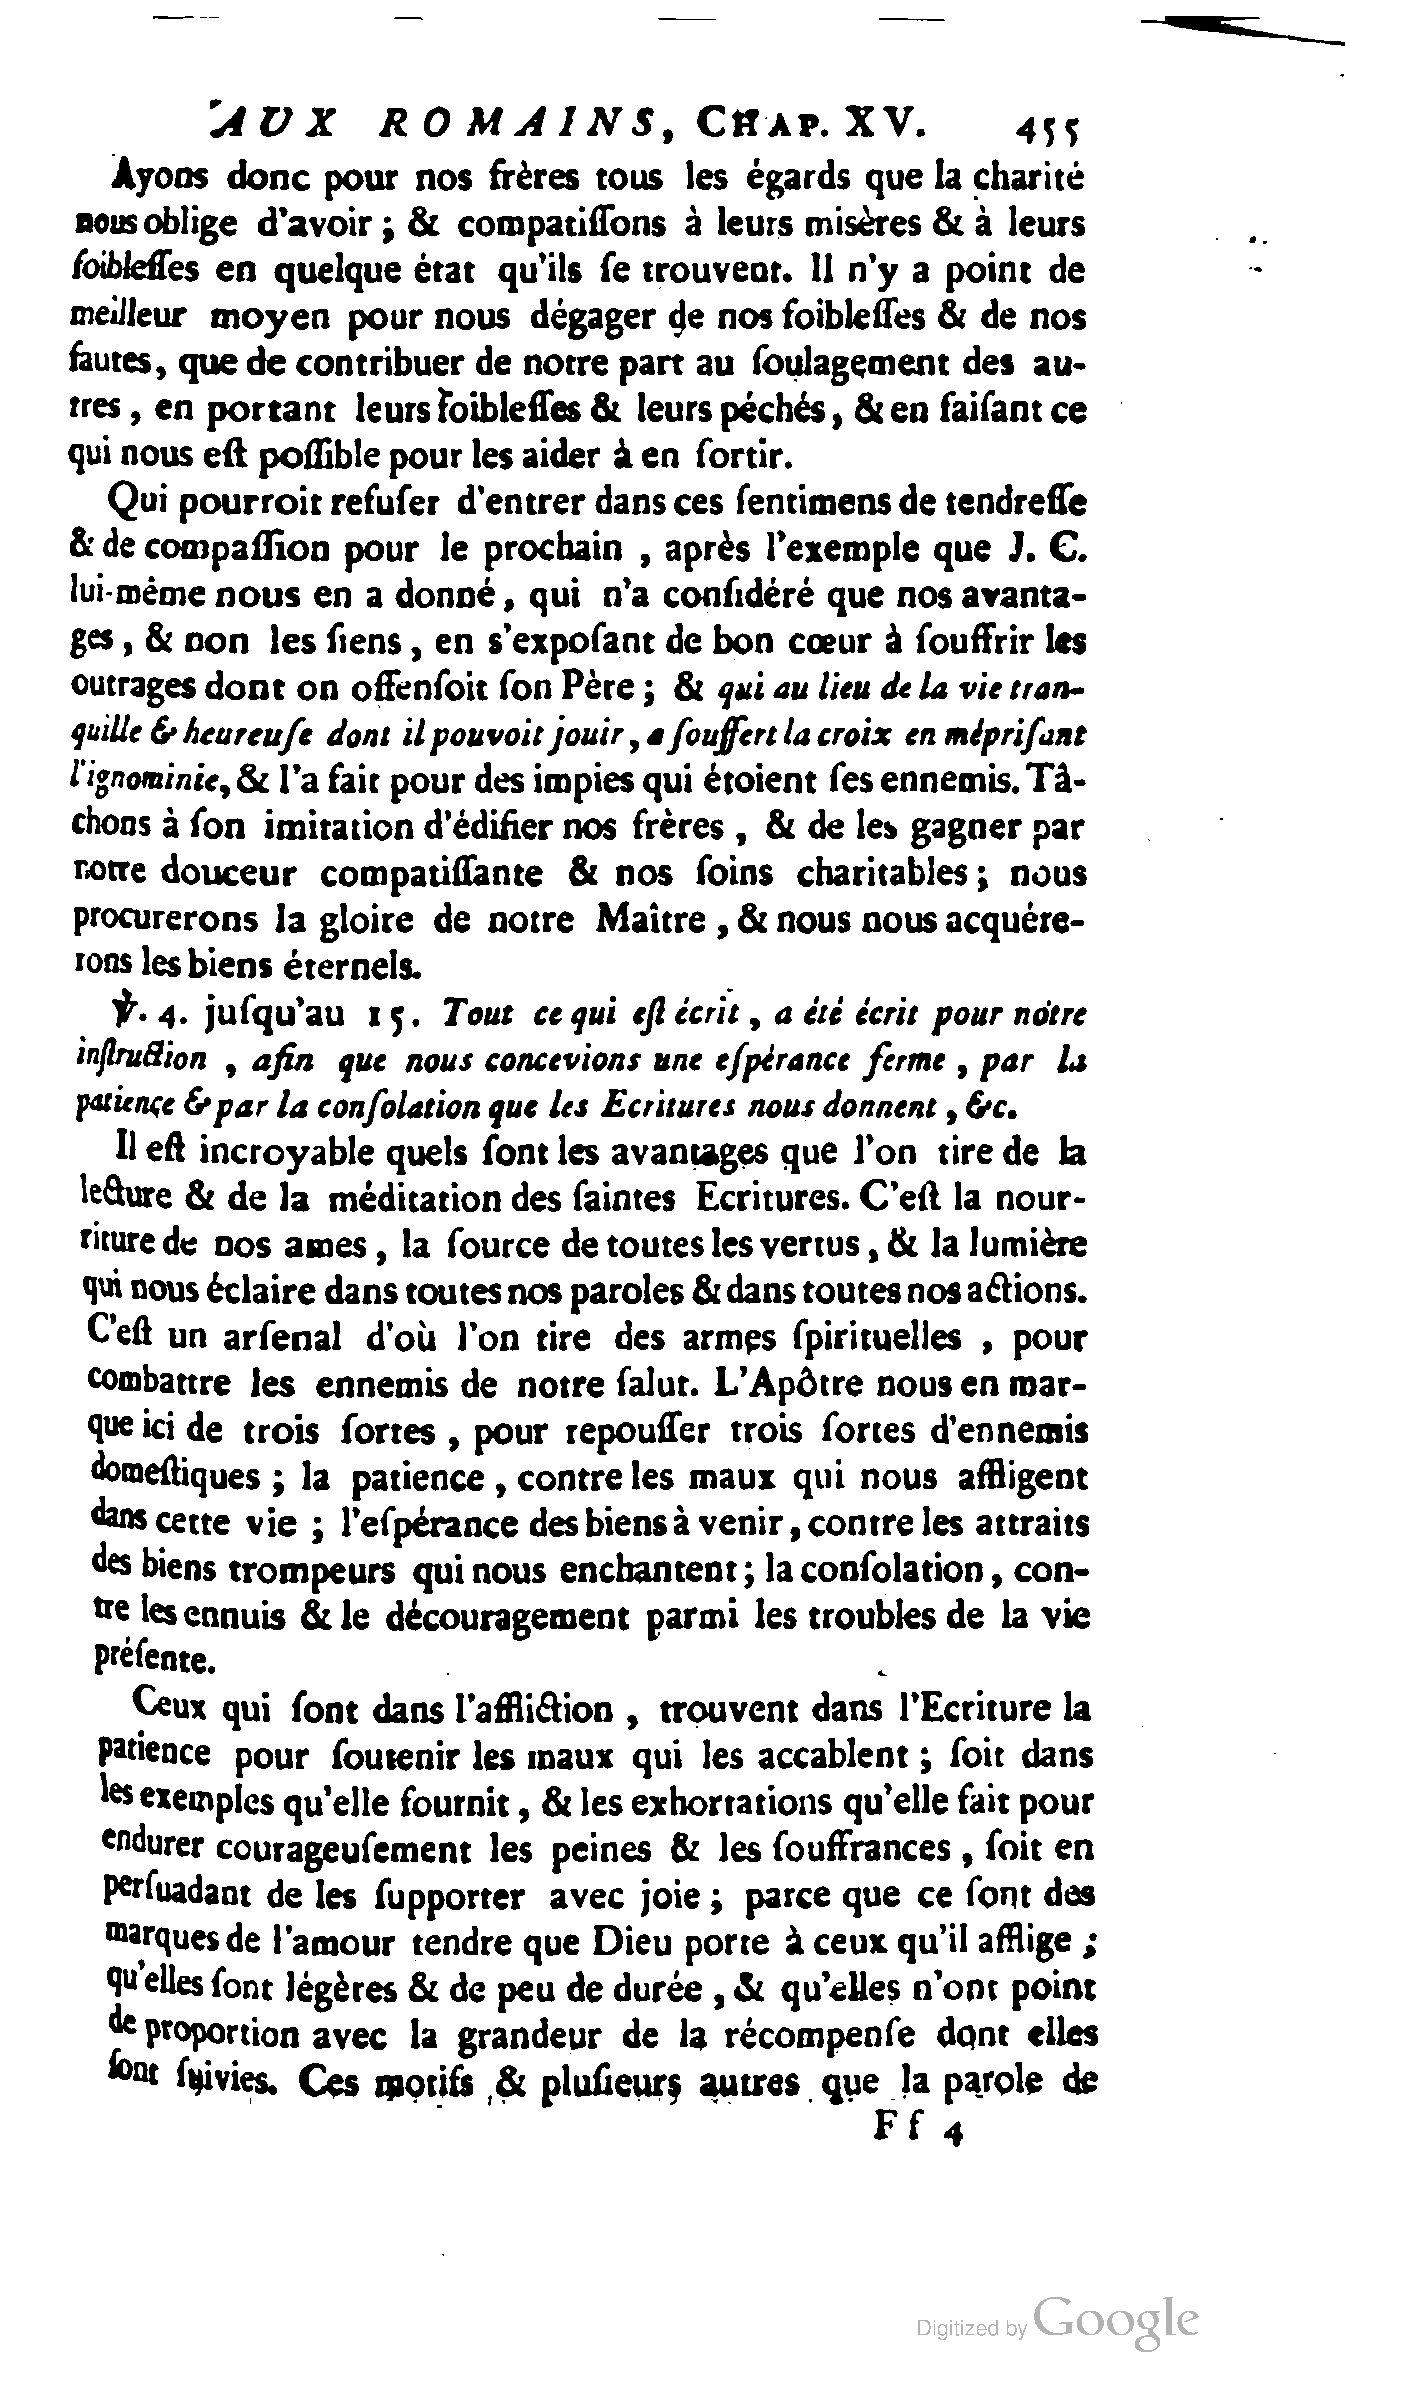 AUX ROMAINS, CHAP. XV. 455
Ayons donc pour nos frères tous les égards que la charité
nous oblige d'avoir ; & compatiſſons à leurs misères & à leurs
foibleſſes en quelque état qu'ils ſe trouvent. Il n'y a point de
meilleur moyen pour nous dégager de nos foibleſſes & de nos
fautes, que de contribuer de notre part au ſoulagement des au-
tres , en portant leurs foibleſſes & leurs péchés, & en faiſant ce
qui nous eſt poſſible pour les aider à en ſortir.
Qui pourroit refuſer d'entrer dans ces ſentimens de tendreſſe
& de compaſſion pour le prochain , après l'exemple que J. C.
lui-même nous en a donné, qui n'a conſidéré que nos avanta-
ges, & non les ſiens, en s'expoſant de bon cœur à ſouffrir les
outrages dont on offenſoit ſon Père ; & qui au lieu de la vie tran-
quille & heureuſe dont il pouvoit jouir, a ſouffert la croix en mépriſant
l'ignominie, & l'a fait pour des impies qui étoient ſes ennemis. Tâ-
chons à ſon imitation d'édifier nos frères , & de les gagner par
notre douceur compatiſſante & nos ſoins charitables ; nous
procurerons la gloire de notre Maître , & nous nous acquére-
rons les biens éternels.
℣. 4. juſqu'au 15. Tout ce qui eſt écrit, a été écrit pour notre
inſtruction , afin que nous concevions une eſpérance ferme , par la
patience & par la conſolation que les Ecritures nous donnent , &c.
Il eſt incroyable quels ſont les avantages que l'on tire de la
lecture & de la méditation des ſaintes Ecritures. C'eſt la nour-
riture de nos ames, la ſource de toutes les vertus, & la lumière
qui nous éclaire dans toutes nos paroles & dans toutes nos actions.
C'eſt un arſenal d'où l'on tire des armes ſpirituelles , pour
combattre les ennemis de notre ſalut. L'Apôtre nous en mar-
que ici de trois ſortes , pour repouſſer trois ſortes d'ennemis
domeſtiques ; la patience, contre les maux qui nous affligent
dans cette vie ; l'eſpérance des biens à venir, contre les attraits
des biens trompeurs qui nous enchantent ; la conſolation, con-
tre les ennuis & le découragement parmi les troubles de la vie
préſente.
Ceux qui ſont dans l'affliction , trouvent dans l'Ecriture la
patience pour ſoutenir les maux qui les accablent ; ſoit dans
les exemples qu'elle fournit, & les exhortations qu'elle fait pour
endurer courageuſement les peines & les ſouffrances, ſoit en
perſuadant de les ſupporter avec joie ; parce que ce ſont des
marques de l'amour tendre que Dieu porte à ceux qu'il afflige ;
qu'elles ſont légères & de peu de durée , & qu'elles n'ont point
de proportion avec la grandeur de la récompenſe dont elles
ſont ſuivies. Ces motifs & pluſieurs autres que la parole de
F f 4
Digitized by Google